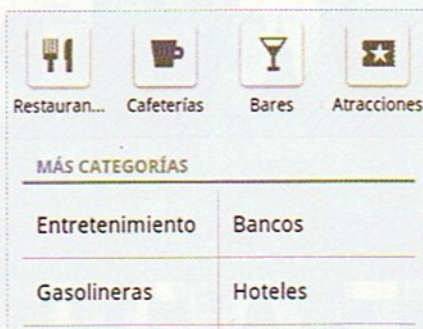 Restauran... Cafeterías Bares Atracciones
MÁS CATEGORÍAS
Entretenimiento Bancos
Gasolineras Hoteles